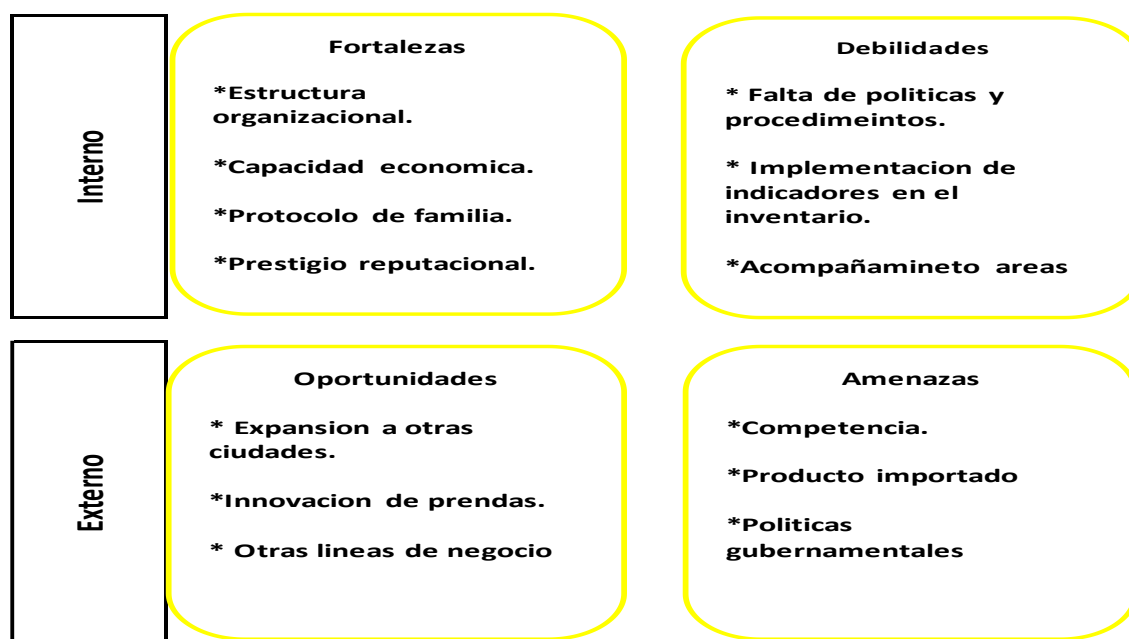 Interno
Fortalezas
*Estructura
organizacional.
*Capacidad economica.
*Protocolo de familia.
*Prestigio reputacional.
Debilidades
* Falta de politicas y
procedimeintos.
* Implementacion de
indicadores en el
inventario.
*Acompañamineto areas
Externo
Oportunidades
* Expansion a otras
ciudades.
*Innovacion de prendas.
* Otras lineas de negocio
Amenazas
*Competencia.
*Producto importado
*Politicas
gubernamentales